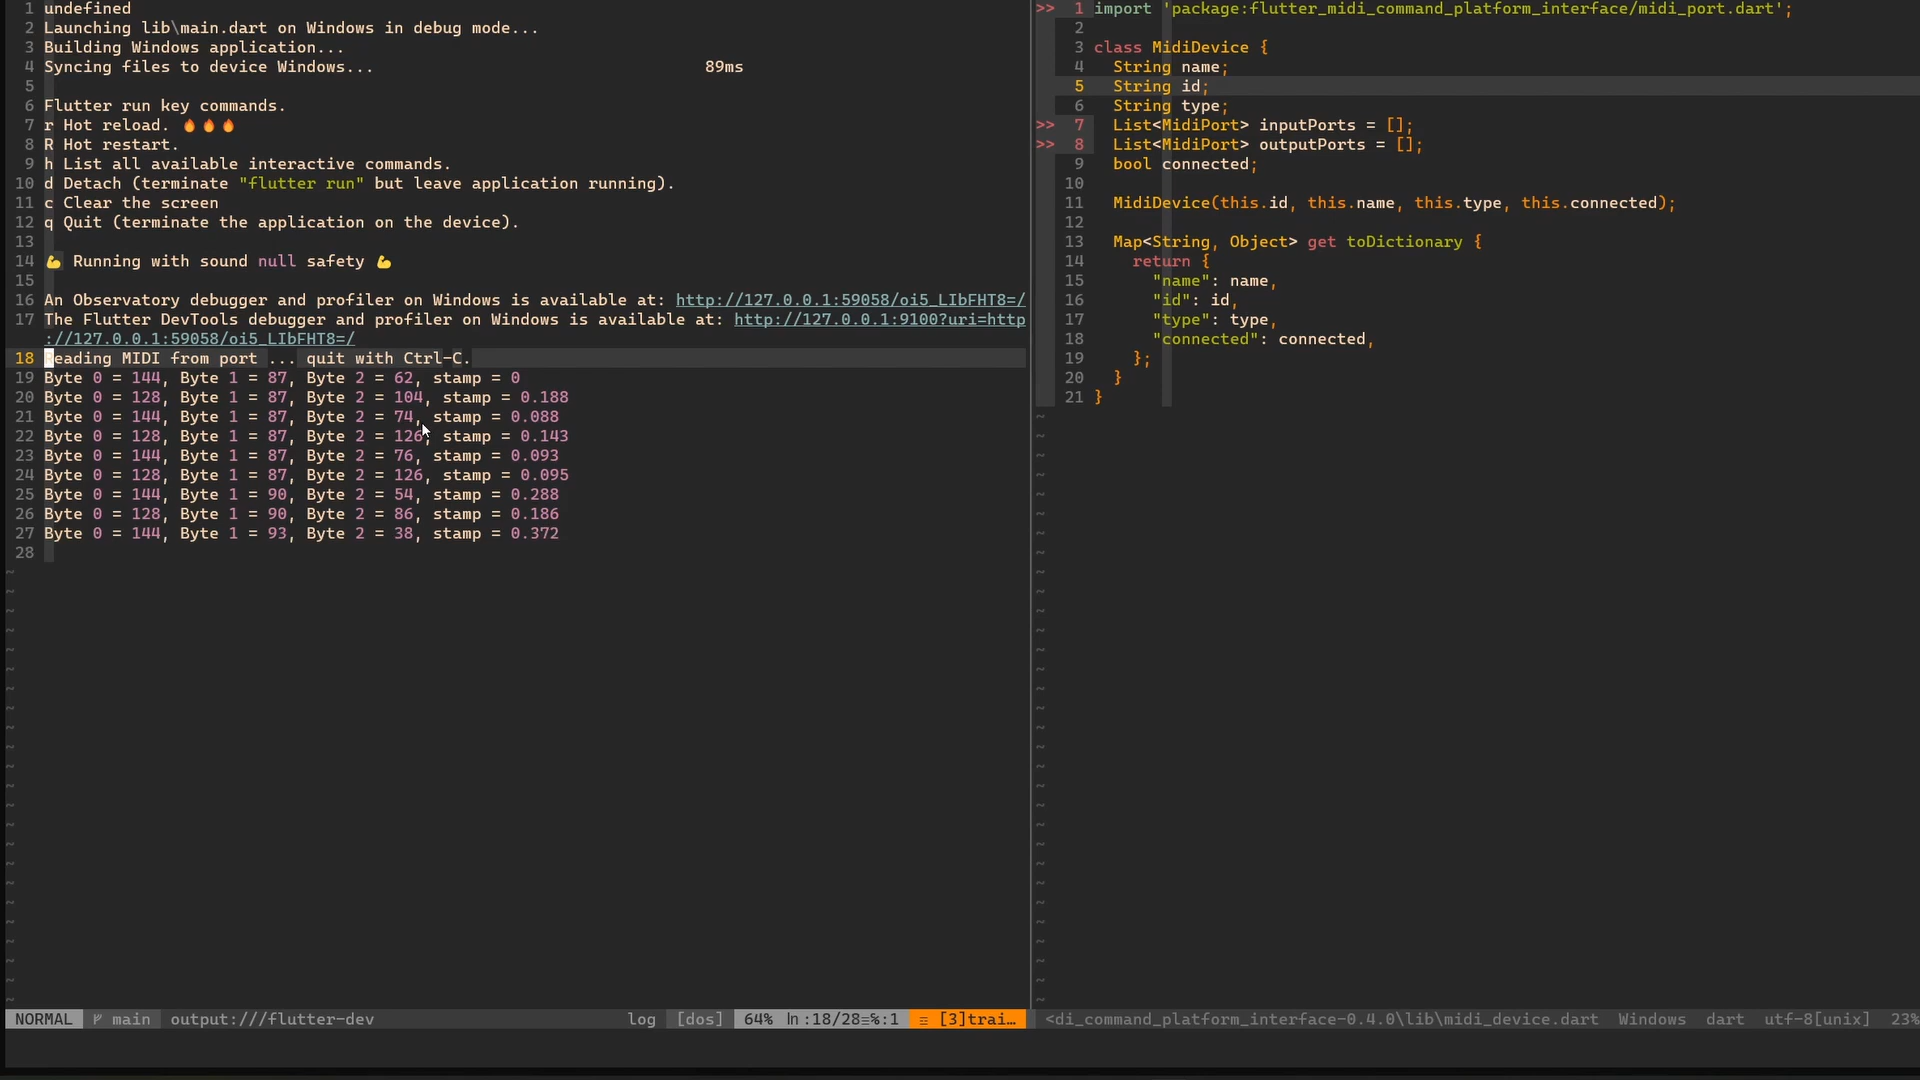 1 undefined
2 Launching lib\main.dart on Windows in debug mode...
3 Building Windows application...
4 Syncing files to device Windows... 89ms
5
6 Flutter run key commands.
7 r Hot reload. 🔥🔥🔥
8 R Hot restart.
9 h List all available interactive commands.
10 d Detach (terminate "flutter run" but leave application running).
11 c Clear the screen
12 q Quit (terminate the application on the device).
13
14 💪 Running with sound null safety 💪
15
16 An Observatory debugger and profiler on Windows is available at: http://127.0.0.1:59058/oi5_LIbFHT8=/
17 The Flutter DevTools debugger and profiler on Windows is available at: http://127.0.0.1:9100?uri=http
://127.0.0.1:59058/oi5_LIbFHT8=/
18 eading MIDI from port ... quit with Ctrl-C.
19 Byte 0 = 144, Byte 1 = 87, Byte 2 = 62, stamp = 0
20 Byte 0 = 128, Byte 1 = 87, Byte 2 = 104, stamp = 0.188
21 Byte 0 = 144, Byte 1 = 87, Byte 2 = 74, stamp = 0.088
22 Byte 0 = 128, Byte 1 = 87, Byte 2 = 126, stamp = 0.143
23 Byte 0 = 144, Byte 1 = 87, Byte 2 = 76, stamp = 0.093
24 Byte 0 = 128, Byte 1 = 87, Byte 2 = 126, stamp = 0.095
25 Byte 0 = 144, Byte 1 = 90, Byte 2 = 54, stamp = 0.288
26 Byte 0 = 128, Byte 1 = 90, Byte 2 = 86, stamp = 0.186
27 Byte 0 = 144, Byte 1 = 93, Byte 2 = 38, stamp = 0.372
28
NORMAL main output:///flutter-dev log [dos] 64% ln:18/28≡%:1 ☲ [3]trai…
>> 1 import 'package:flutter_midi_command_platform_interface/midi_port.dart';
2
3 class MidiDevice {
4 String name;
5 String id;
6 String type;
>> 7 List<MidiPort> inputPorts = [];
>> 8 List<MidiPort> outputPorts = [];
9 bool connected;
10
11 MidiDevice(this.id, this.name, this.type, this.connected);
12
13 Map<String, Object> get toDictionary {
14 return {
15 "name": name,
16 "id": id,
17 "type": type,
18 "connected": connected,
19 };
20 }
21 }
<di_command_platform_interface-0.4.0\lib\midi_device.dart Windows dart utf-8[unix] 23%